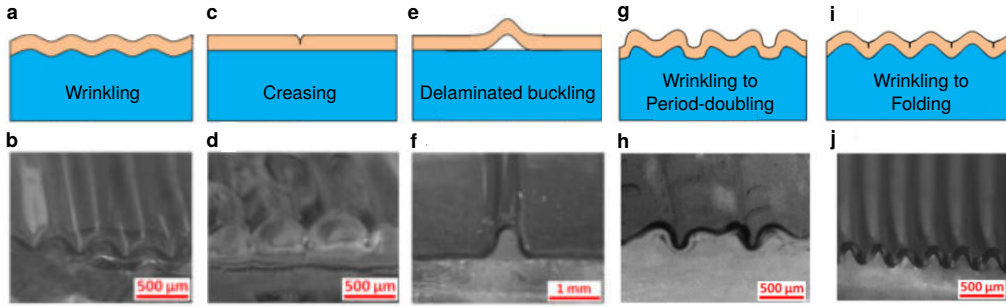 a
c
e
g
i
Wrinkling
Creasing
Delaminated buckling
Wrinkling to
Period-doubling
Wrinkling to
Folding
b
d
f
h
j
500 µm
500 µm
1 mm
500 µm
500 µm